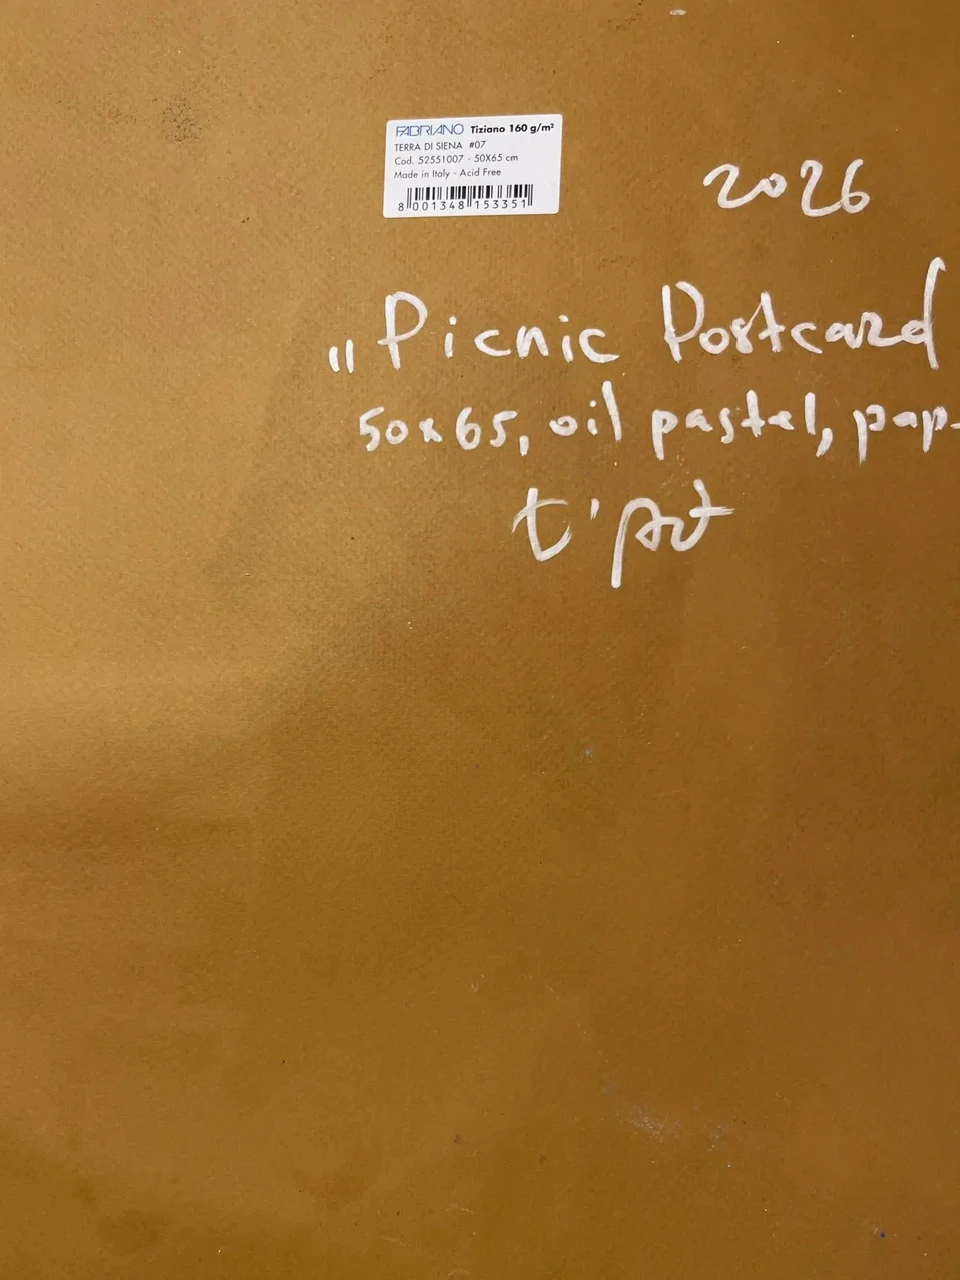 FABRIANO Tiziano 160 g/m²
TERRA DI SIENA #07
Cod. 52551007 - 50X65 cm
Made in Italy - Acid Free
8 001348 153351
2026
„Picnic Postcard
50x65, oil pastel, pap-